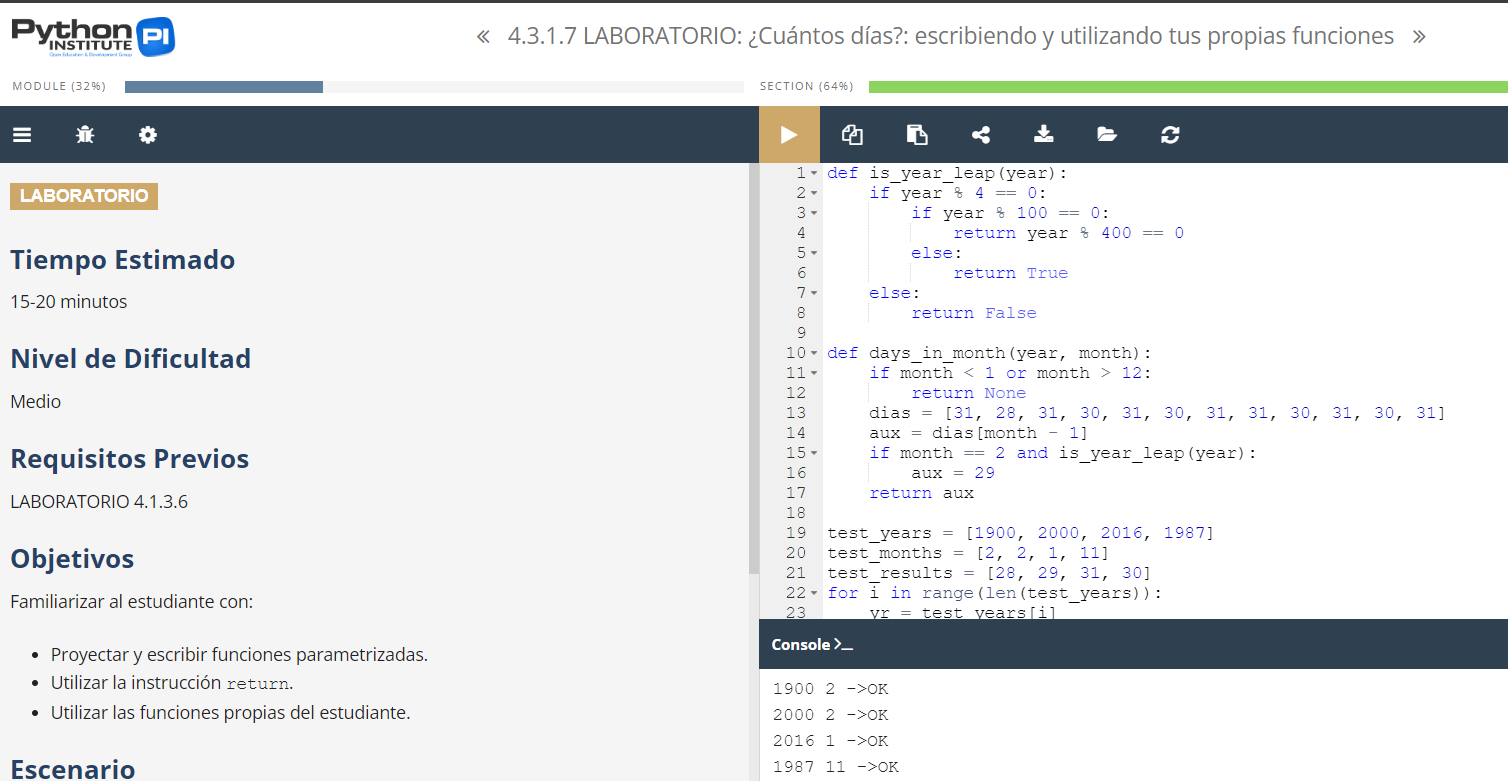 Python
INSTITUTE
PI
Open Education & Development Group
« 4.3.1.7 LABORATORIO: ¿Cuántos días?: escribiendo y utilizando tus propias funciones »
MODULE (32%)
SECTION (64%)
LABORATORIO
Tiempo Estimado
15-20 minutos
Nivel de Dificultad
Medio
Requisitos Previos
LABORATORIO 4.1.3.6
Objetivos
Familiarizar al estudiante con:
• Proyectar y escribir funciones parametrizadas.
• Utilizar la instrucción return.
• Utilizar las funciones propias del estudiante.
Escenario
1 def is_year_leap(year):
2     if year % 4 == 0:
3         if year % 100 == 0:
4             return year % 400 == 0
5         else:
6             return True
7     else:
8         return False
9
10 def days_in_month(year, month):
11     if month < 1 or month > 12:
12         return None
13     dias = [31, 28, 31, 30, 31, 30, 31, 31, 30, 31, 30, 31]
14     aux = dias[month - 1]
15     if month == 2 and is_year_leap(year):
16         aux = 29
17     return aux
18
19 test_years = [1900, 2000, 2016, 1987]
20 test_months = [2, 2, 1, 11]
21 test_results = [28, 29, 31, 30]
22 for i in range(len(test_years)):
23     yr = test_years[i]
Console >_
1900 2 ->OK
2000 2 ->OK
2016 1 ->OK
1987 11 ->OK